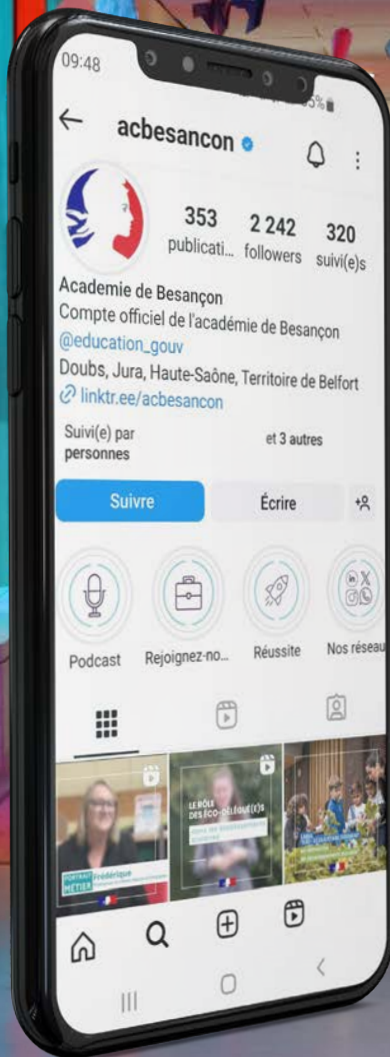 09:48
acbesancon
353
2 242
320
publicati...
followers
suivi(e)s
Academie de Besançon
Compte officiel de l'académie de Besançon
@education_gouv
Doubs, Jura, Haute-Saône, Territoire de Belfort
linktr.ee/acbesancon
Suivi(e) par
et 3 autres
personnes
Suivre
Écrire
Podcast
Rejoignez-no...
Réussite
Nos réseau
PORTRAIT
MÉTIER
Frédérique
LE RÔLE
DES ÉCO-DÉLÉGUÉ(E)S